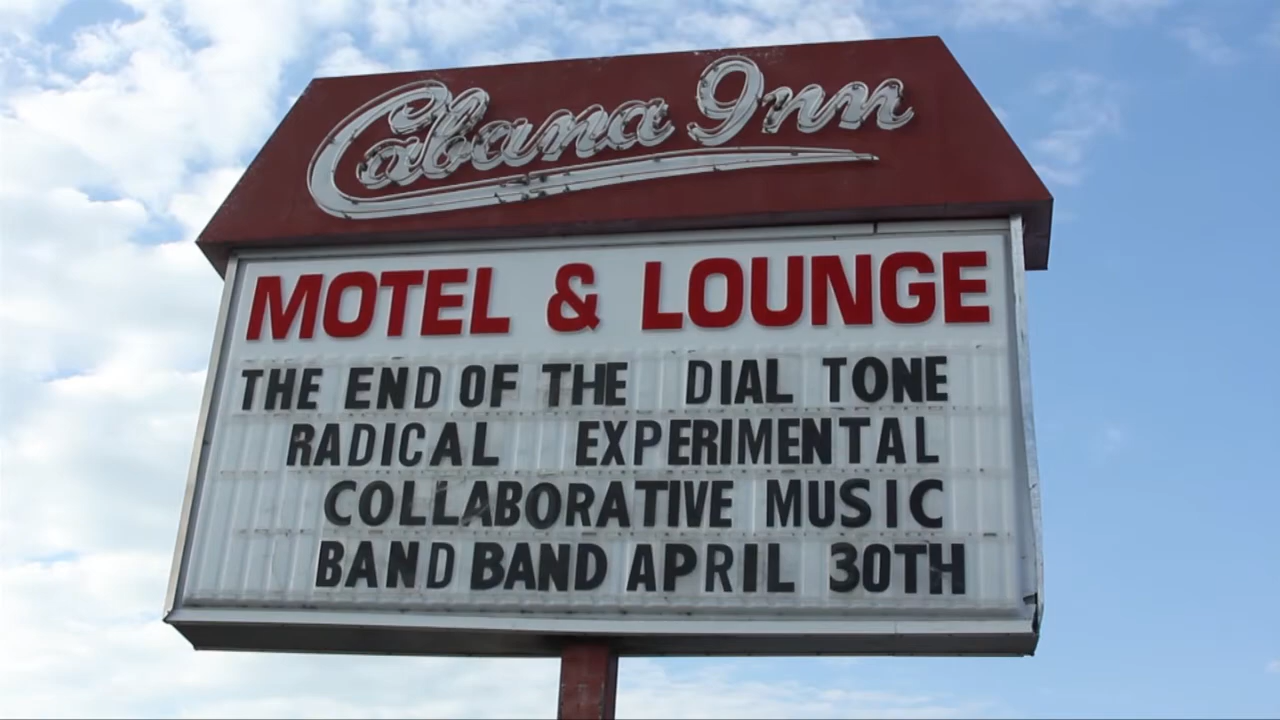 Cabana Inn
MOTEL & LOUNGE
THE END OF THE DIAL TONE
RADICAL EXPERIMENTAL
COLLABORATIVE MUSIC
BAND BAND APRIL 30TH